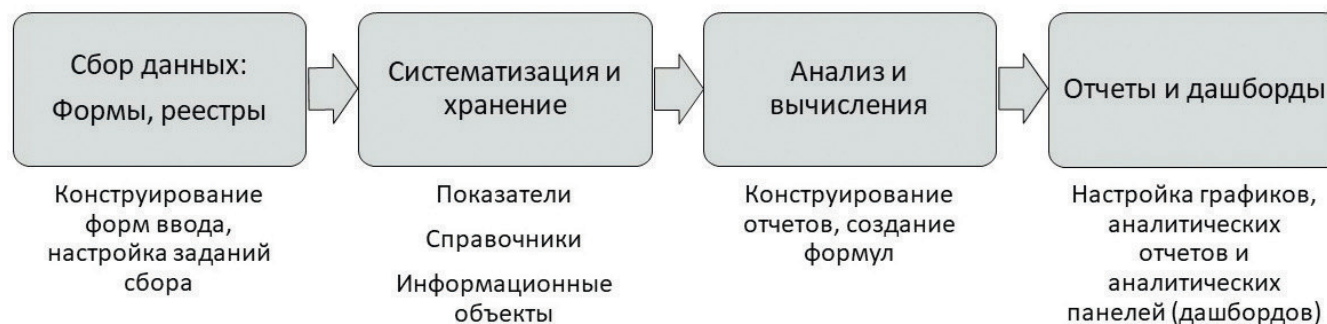 Сбор данных:
Формы, реестры
Конструирование
форм ввода,
настройка заданий
сбора
Систематизация и
хранение
Показатели
Справочники
Информационные
объекты
Анализ и
вычисления
Конструирование
отчетов, создание
формул
Отчеты и дашборды
Настройка графиков,
аналитических
отчетов и
аналитических
панелей (дашбордов)